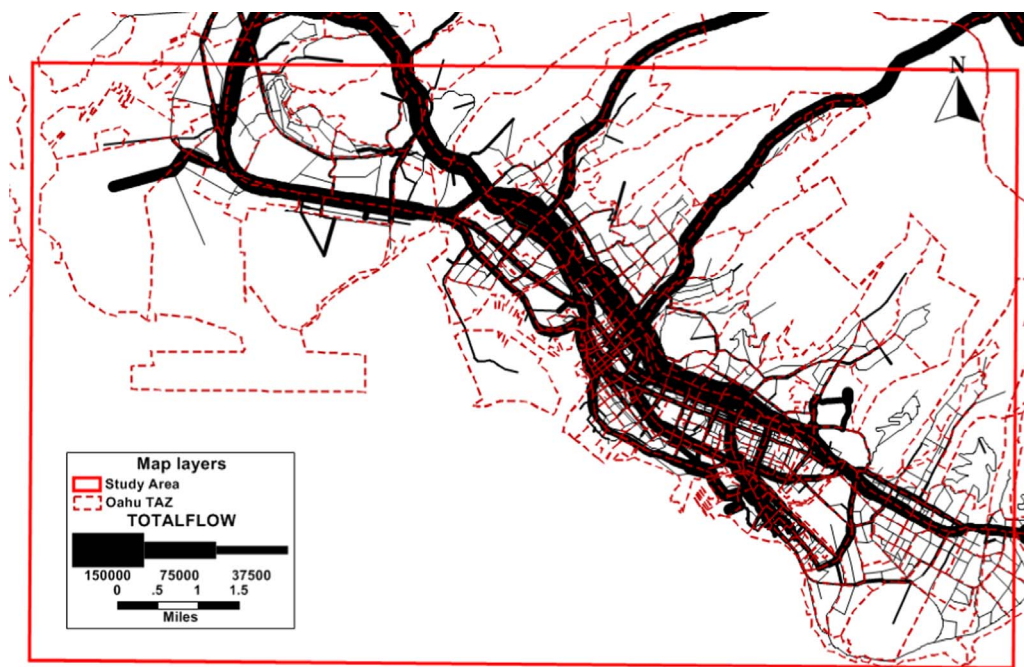 N
Map layers
Study Area
Oahu TAZ
TOTALFLOW
150000 75000 37500
0 .5 1 1.5
Miles